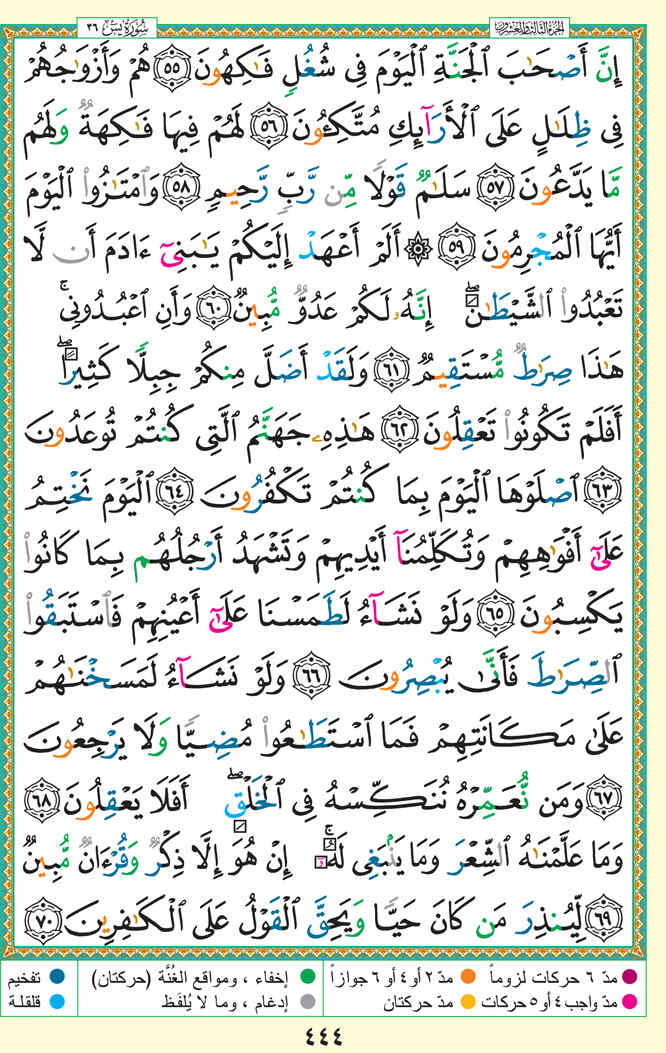 الجزء الثالث والعشرون
سُورَةُ يسٓ ٣٦
إِنَّ أَصْحَٰبَ ٱلْجَنَّةِ ٱلْيَوْمَ فِى شُغُلٍ فَٰكِهُونَ ٥٥ هُمْ وَأَزْوَٰجُهُمْ
فِى ظِلَٰلٍ عَلَى ٱلْأَرَآئِكِ مُتَّكِـُٔونَ ٥٦ لَهُمْ فِيهَا فَٰكِهَةٌ وَلَهُم
مَّا يَدَّعُونَ ٥٧ سَلَٰمٌ قَوْلًا مِّن رَّبٍّ رَّحِيمٍ ٥٨ وَٱمْتَٰزُوا۟ ٱلْيَوْمَ
أَيُّهَا ٱلْمُجْرِمُونَ ٥٩ ۞ أَلَمْ أَعْهَدْ إِلَيْكُمْ يَٰبَنِىٓ ءَادَمَ أَن لَّا
تَعْبُدُوا۟ ٱلشَّيْطَٰنَ ۖ إِنَّهُۥ لَكُمْ عَدُوٌّ مُّبِينٌ ٦٠ وَأَنِ ٱعْبُدُونِى ۚ
هَٰذَا صِرَٰطٌ مُّسْتَقِيمٌ ٦١ وَلَقَدْ أَضَلَّ مِنكُمْ جِبِلًّا كَثِيرًا ۖ
أَفَلَمْ تَكُونُوا۟ تَعْقِلُونَ ٦٢ هَٰذِهِۦ جَهَنَّمُ ٱلَّتِى كُنتُمْ تُوعَدُونَ
٦٣ ٱصْلَوْهَا ٱلْيَوْمَ بِمَا كُنتُمْ تَكْفُرُونَ ٦٤ ٱلْيَوْمَ نَخْتِمُ
عَلَىٰٓ أَفْوَٰهِهِمْ وَتُكَلِّمُنَآ أَيْدِيهِمْ وَتَشْهَدُ أَرْجُلُهُم بِمَا كَانُوا۟
يَكْسِبُونَ ٦٥ وَلَوْ نَشَآءُ لَطَمَسْنَا عَلَىٰٓ أَعْيُنِهِمْ فَٱسْتَبَقُوا۟
ٱلصِّرَٰطَ فَأَنَّىٰ يُبْصِرُونَ ٦٦ وَلَوْ نَشَآءُ لَمَسَخْنَٰهُمْ
عَلَىٰ مَكَانَتِهِمْ فَمَا ٱسْتَطَٰعُوا۟ مُضِيًّا وَلَا يَرْجِعُونَ
٦٧ وَمَن نُّعَمِّرْهُ نُنَكِّسْهُ فِى ٱلْخَلْقِ ۖ أَفَلَا يَعْقِلُونَ ٦٨
وَمَا عَلَّمْنَٰهُ ٱلشِّعْرَ وَمَا يَنۢبَغِى لَهُۥٓ ۚ إِنْ هُوَ إِلَّا ذِكْرٌ وَقُرْءَانٌ مُّبِينٌ
٦٩ لِّيُنذِرَ مَن كَانَ حَيًّا وَيَحِقَّ ٱلْقَوْلُ عَلَى ٱلْكَٰفِرِينَ ٧٠
مدّ ٦ حركات لزوماً مدّ ٢ أو ٤ أو ٦ جوازاً إخفاء ، ومواقع الغُنَّة (حركتان) تفخيم
مدّ واجب ٤ أو ٥ حركات مدّ حركتان إدغام ، وما لا يُلفَظ قلقلة
٤٤٤